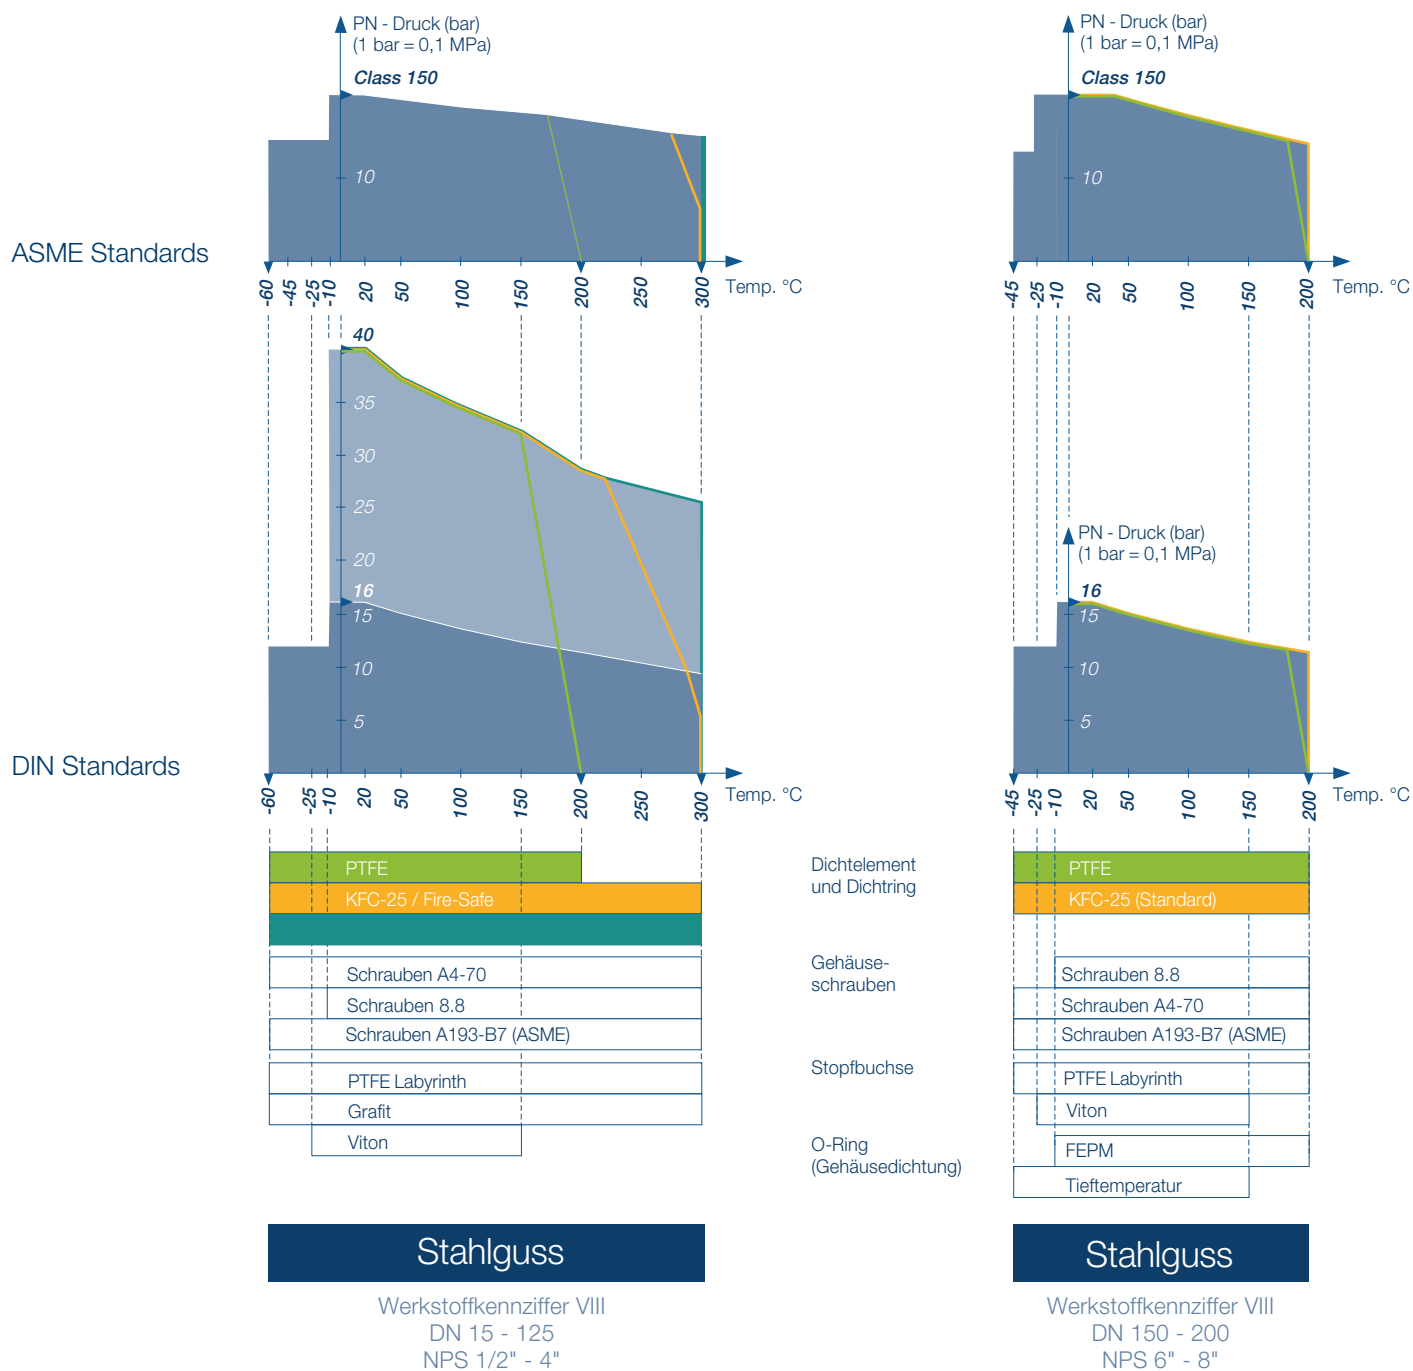 PN - Druck (bar)
(1 bar = 0,1 MPa)
Class 150
10
ASME Standards
-60 -45 -25 -10 20 50 100 150 200 250 300 Temp. °C
PN - Druck (bar)
(1 bar = 0,1 MPa)
Class 150
10
-45 -25 -10 20 50 100 150 200 Temp. °C
40
35
30
25
20
16
15
10
5
DIN Standards
-60 -25 -10 20 50 100 150 200 300 Temp. °C
PN - Druck (bar)
(1 bar = 0,1 MPa)
16
15
10
5
-45 -25 -10 20 50 100 150 200 Temp. °C
PTFE
KFC-25 / Fire-Safe
Schrauben A4-70
Schrauben 8.8
Schrauben A193-B7 (ASME)
PTFE Labyrinth
Grafit
Viton
Dichtelement
und Dichtring
Gehäuse-
schrauben
Stopfbuchse
O-Ring
(Gehäusedichtung)
PTFE
KFC-25 (Standard)
Schrauben 8.8
Schrauben A4-70
Schrauben A193-B7 (ASME)
PTFE Labyrinth
Viton
FEPM
Tieftemperatur
Stahlguss
Werkstoffkennziffer VIII
DN 15 - 125
NPS 1/2" - 4"
Stahlguss
Werkstoffkennziffer VIII
DN 150 - 200
NPS 6" - 8"